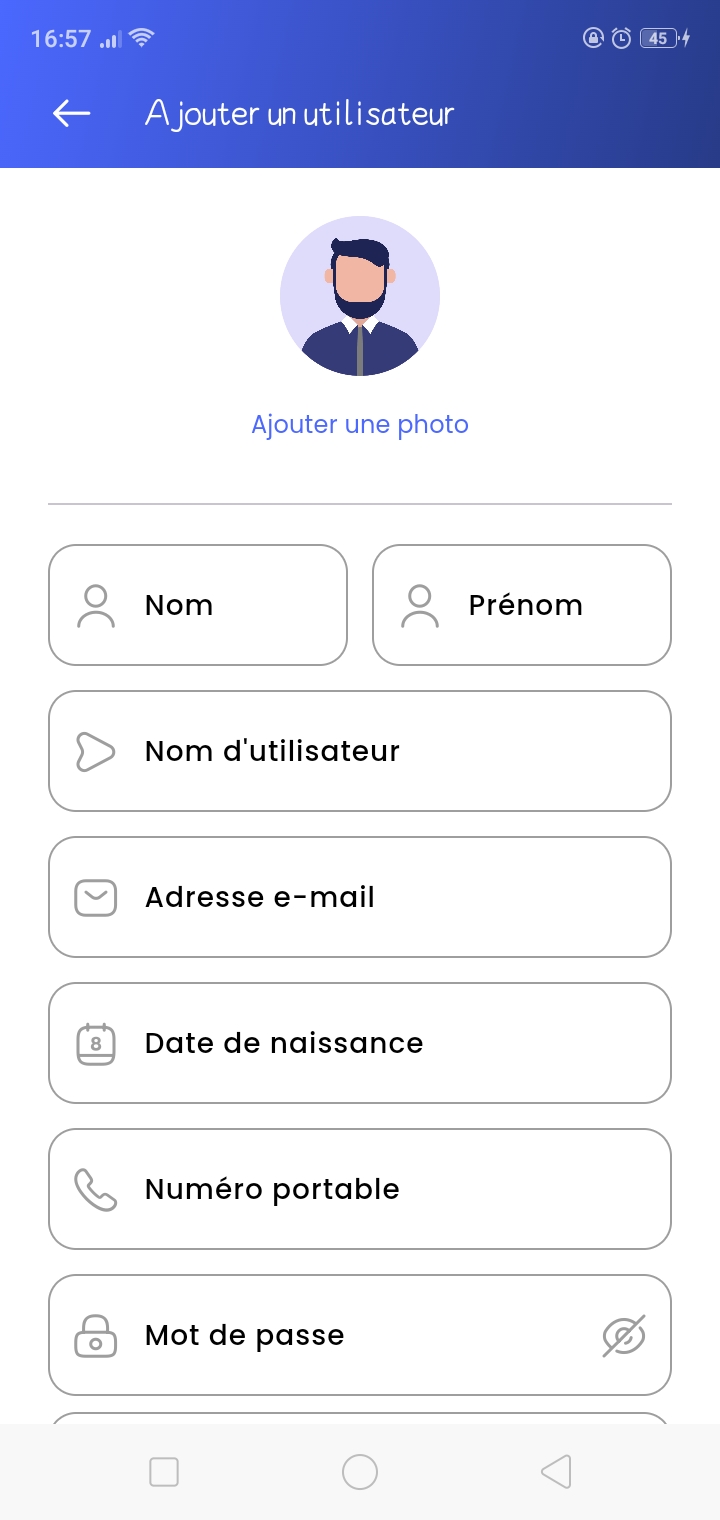 16:57
45
Ajouter un utilisateur
Ajouter une photo
Nom
Prénom
Nom d'utilisateur
Adresse e-mail
8
Date de naissance
Numéro portable
Mot de passe